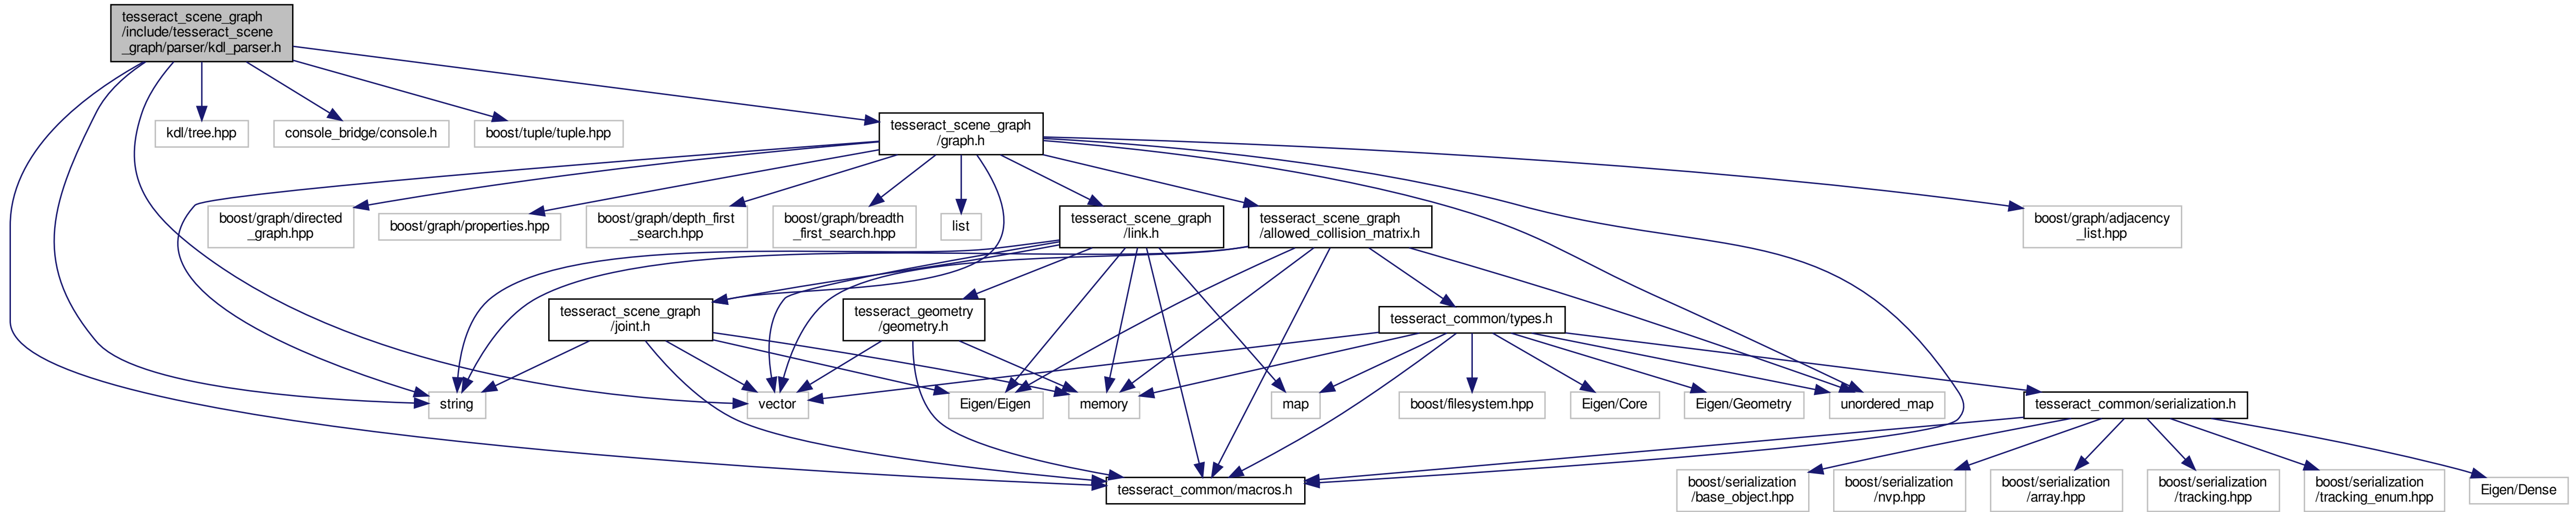 tesseract_scene_graph
/include/tesseract_scene
_graph/parser/kdl_parser.h
kdl/tree.hpp
console_bridge/console.h
boost/tuple/tuple.hpp
tesseract_scene_graph
/graph.h
boost/graph/directed
_graph.hpp
boost/graph/properties.hpp
boost/graph/depth_first
_search.hpp
boost/graph/breadth
_first_search.hpp
list
tesseract_scene_graph
/link.h
tesseract_scene_graph
/allowed_collision_matrix.h
boost/graph/adjacency
_list.hpp
tesseract_scene_graph
/joint.h
tesseract_geometry
/geometry.h
tesseract_common/types.h
string
vector
Eigen/Eigen
memory
map
boost/filesystem.hpp
Eigen/Core
Eigen/Geometry
unordered_map
tesseract_common/serialization.h
tesseract_common/macros.h
boost/serialization
/base_object.hpp
boost/serialization
/nvp.hpp
boost/serialization
/array.hpp
boost/serialization
/tracking.hpp
boost/serialization
/tracking_enum.hpp
Eigen/Dense